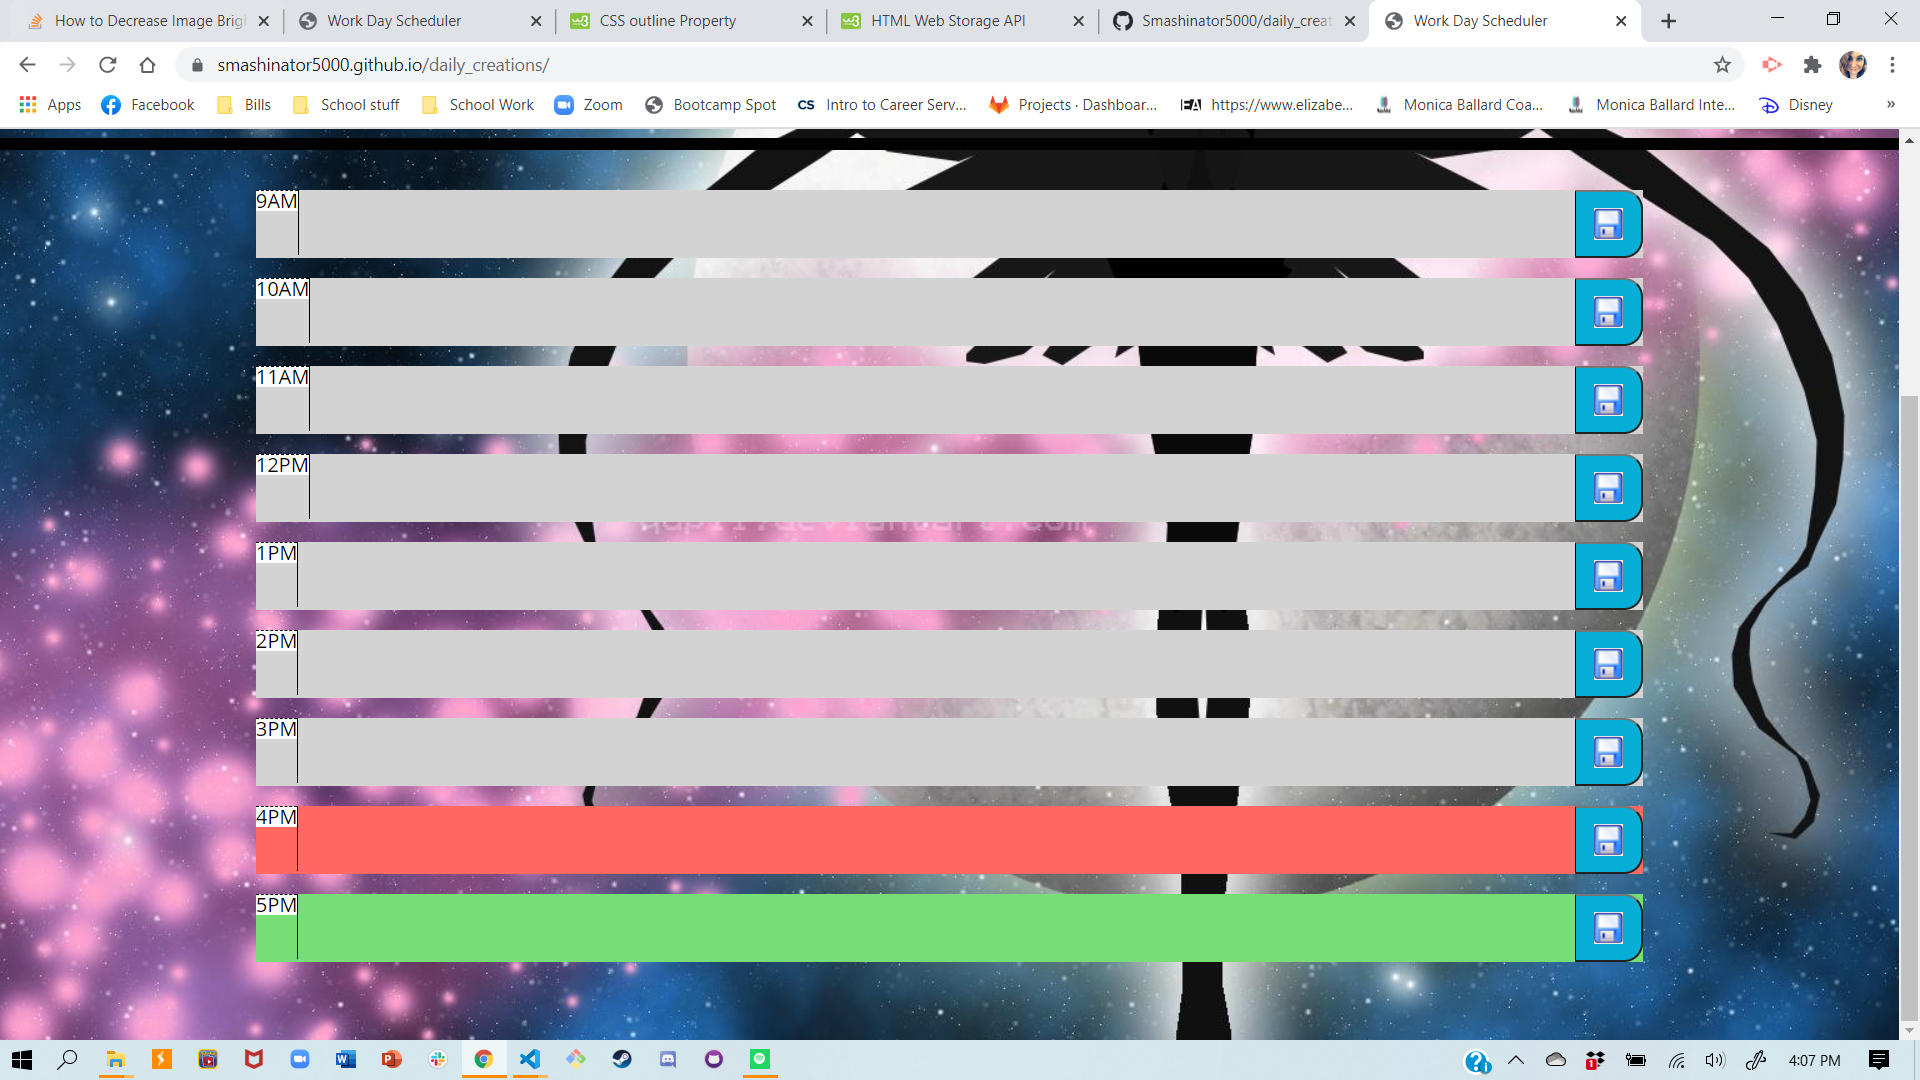 How to Decrease Image Brigh
Work Day Scheduler
CSS outline Property
HTML Web Storage API
Smashinator5000/daily_creat
Work Day Scheduler
smashinator5000.github.io/daily_creations/
Apps
Facebook
Bills
School stuff
School Work
Zoom
Bootcamp Spot
CS
Intro to Career Serv...
Projects · Dashboar...
EA
https://www.elizabe...
Monica Ballard Coa...
Monica Ballard Inte...
Disney
»
9AM
10AM
11AM
12PM
1PM
2PM
3PM
4PM
5PM
4:07 PM